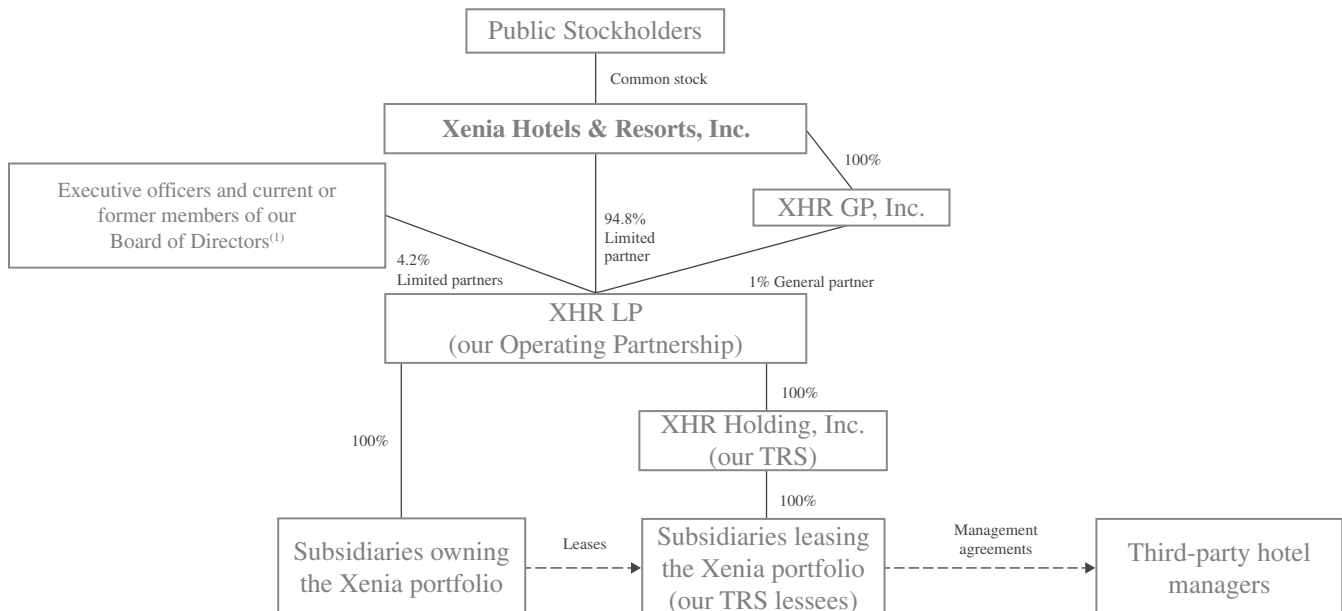 Public Stockholders
Common stock
Xenia Hotels & Resorts, Inc.
100%
Executive officers and current or
former members of our
Board of Directors(1)
XHR GP, Inc.
94.8%
Limited
partner
4.2%
Limited partners
1% General partner
XHR LP
(our Operating Partnership)
100%
100%
XHR Holding, Inc.
(our TRS)
100%
Subsidiaries owning
the Xenia portfolio
Leases
Subsidiaries leasing
the Xenia portfolio
(our TRS lessees)
Management
agreements
Third-party hotel
managers